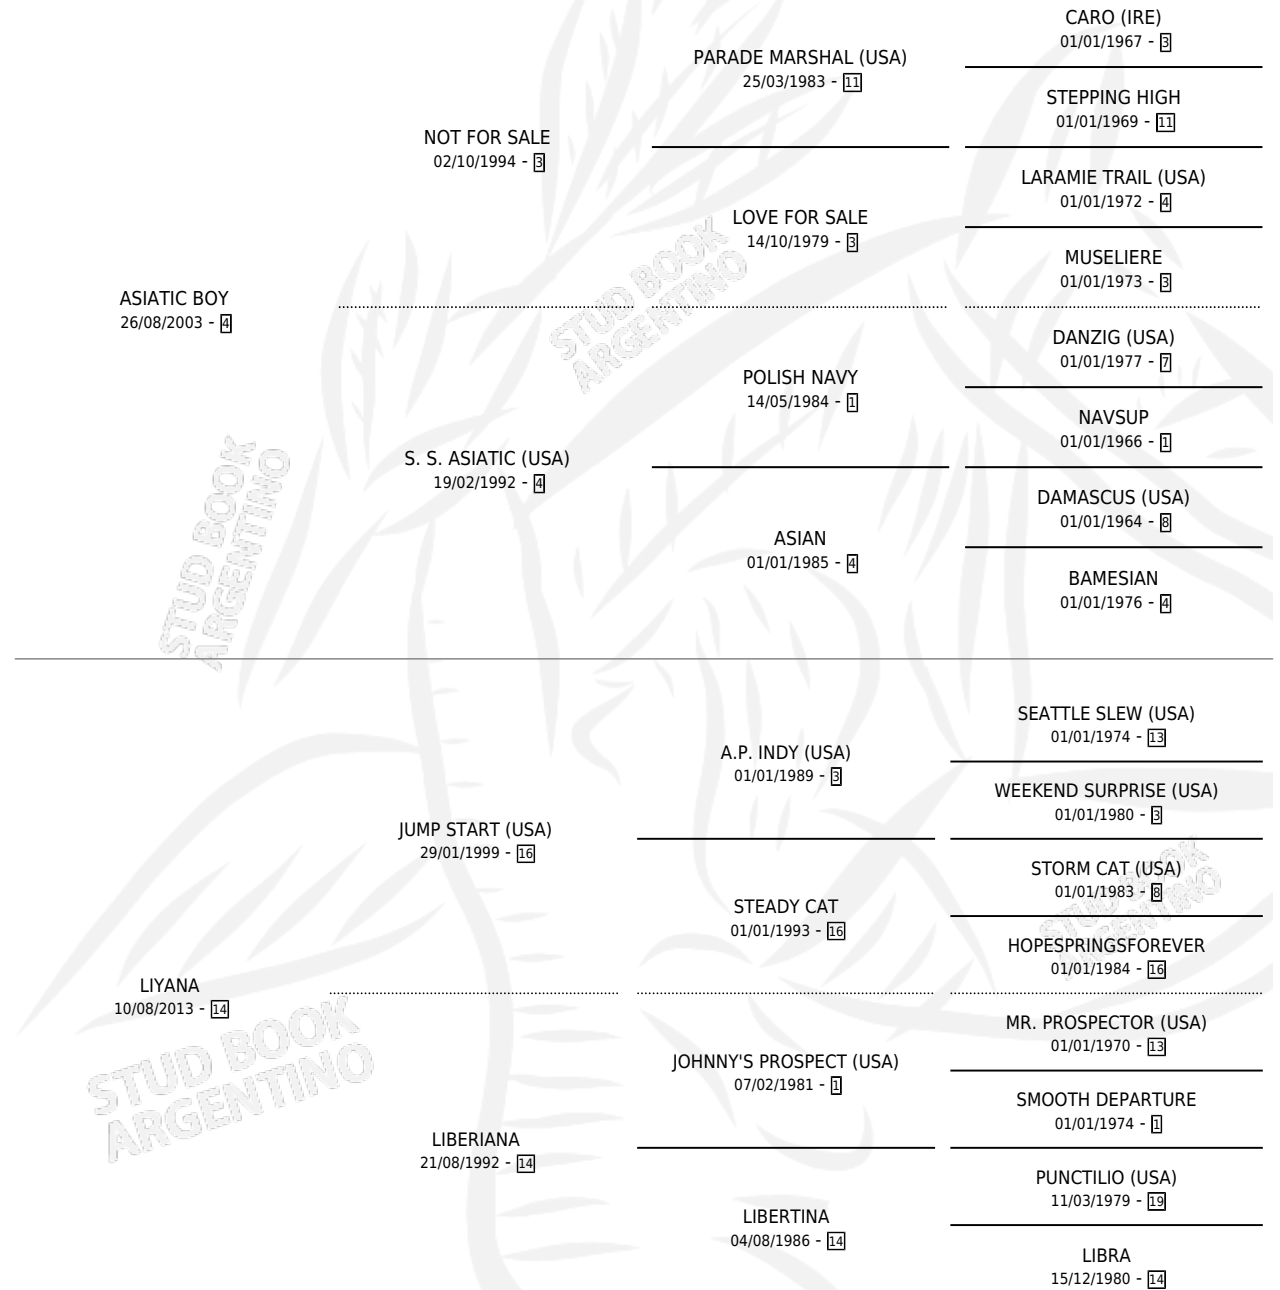 CARO (IRE)
01/01/1967 - 3
PARADE MARSHAL (USA)
25/03/1983 - 11
STEPPING HIGH
01/01/1969 - 11
NOT FOR SALE
02/10/1994 - 3
LARAMIE TRAIL (USA)
01/01/1972 - 4
LOVE FOR SALE
14/10/1979 - 3
MUSELIERE
01/01/1973 - 3
ASIATIC BOY
26/08/2003 - 4
STUD BOOK
ARGENTINO
DANZIG (USA)
01/01/1977 - 7
POLISH NAVY
14/05/1984 - 1
NAVSUP
01/01/1966 - 1
S. S. ASIATIC (USA)
19/02/1992 - 4
DAMASCUS (USA)
01/01/1964 - 8
ASIAN
01/01/1985 - 4
BAMESIAN
01/01/1976 - 4
STUD BOOK
ARGENTINO
SEATTLE SLEW (USA)
01/01/1974 - 13
A.P. INDY (USA)
01/01/1989 - 3
WEEKEND SURPRISE (USA)
01/01/1980 - 3
JUMP START (USA)
29/01/1999 - 16
STORM CAT (USA)
01/01/1983 - 8
STEADY CAT
01/01/1993 - 16
STUD BOOK
ARGENTINO
HOPESPRINGSFOREVER
01/01/1984 - 16
LIYANA
10/08/2013 - 14
STUD BOOK
ARGENTINO
MR. PROSPECTOR (USA)
01/01/1970 - 13
JOHNNY'S PROSPECT (USA)
07/02/1981 - 1
SMOOTH DEPARTURE
01/01/1974 - 1
LIBERIANA
21/08/1992 - 14
PUNCTILIO (USA)
11/03/1979 - 19
LIBERTINA
04/08/1986 - 14
LIBRA
15/12/1980 - 14